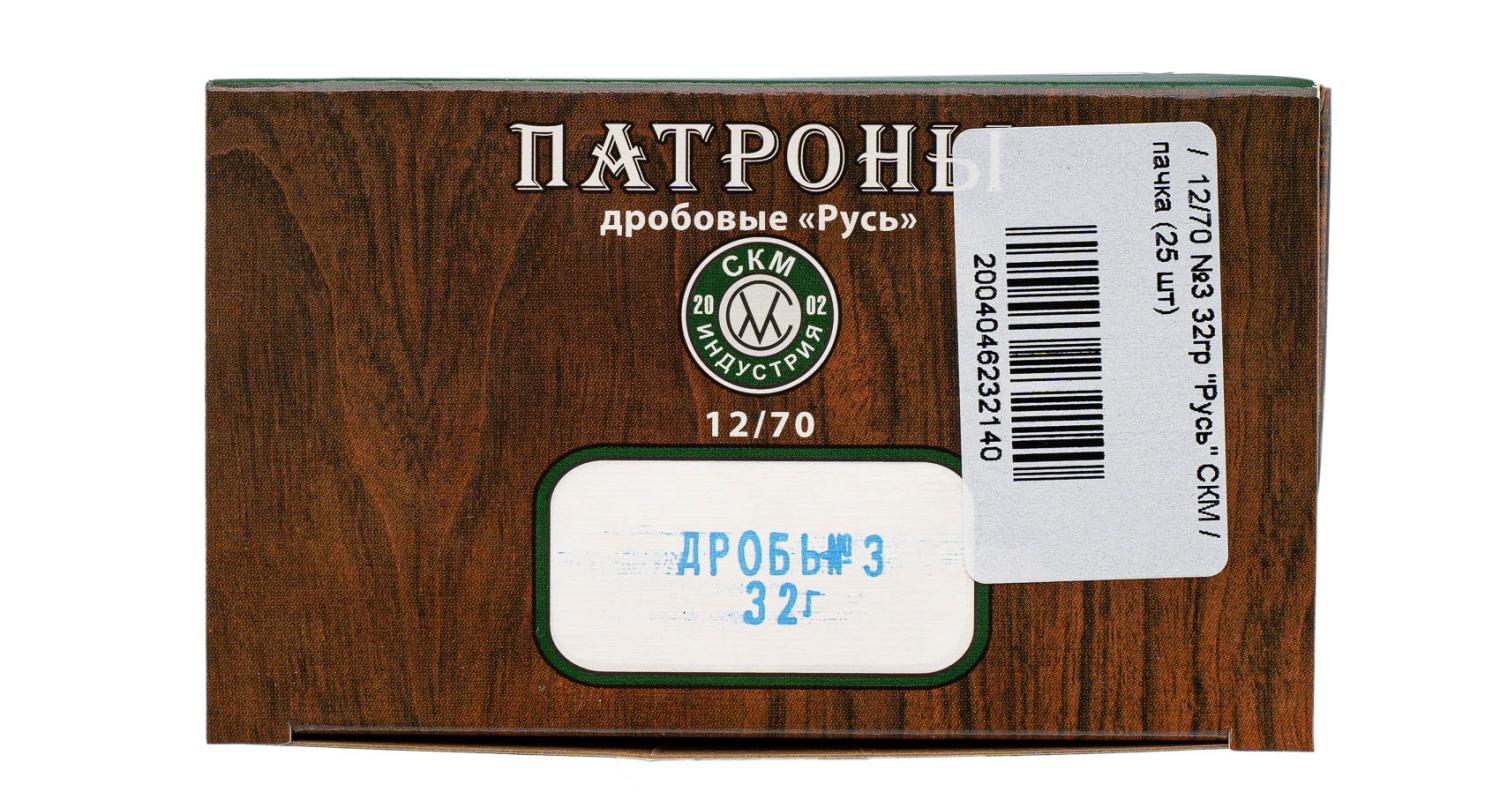 ПАТРОНЫ
дробовые «Русь»
СКМ
20 02
ИНДУСТРИЯ
12/70
ДРОБЬ№3
32г
/ 12/70 №3 32гр "Русь" СКМ /
пачка (25 шт)
2004046232140